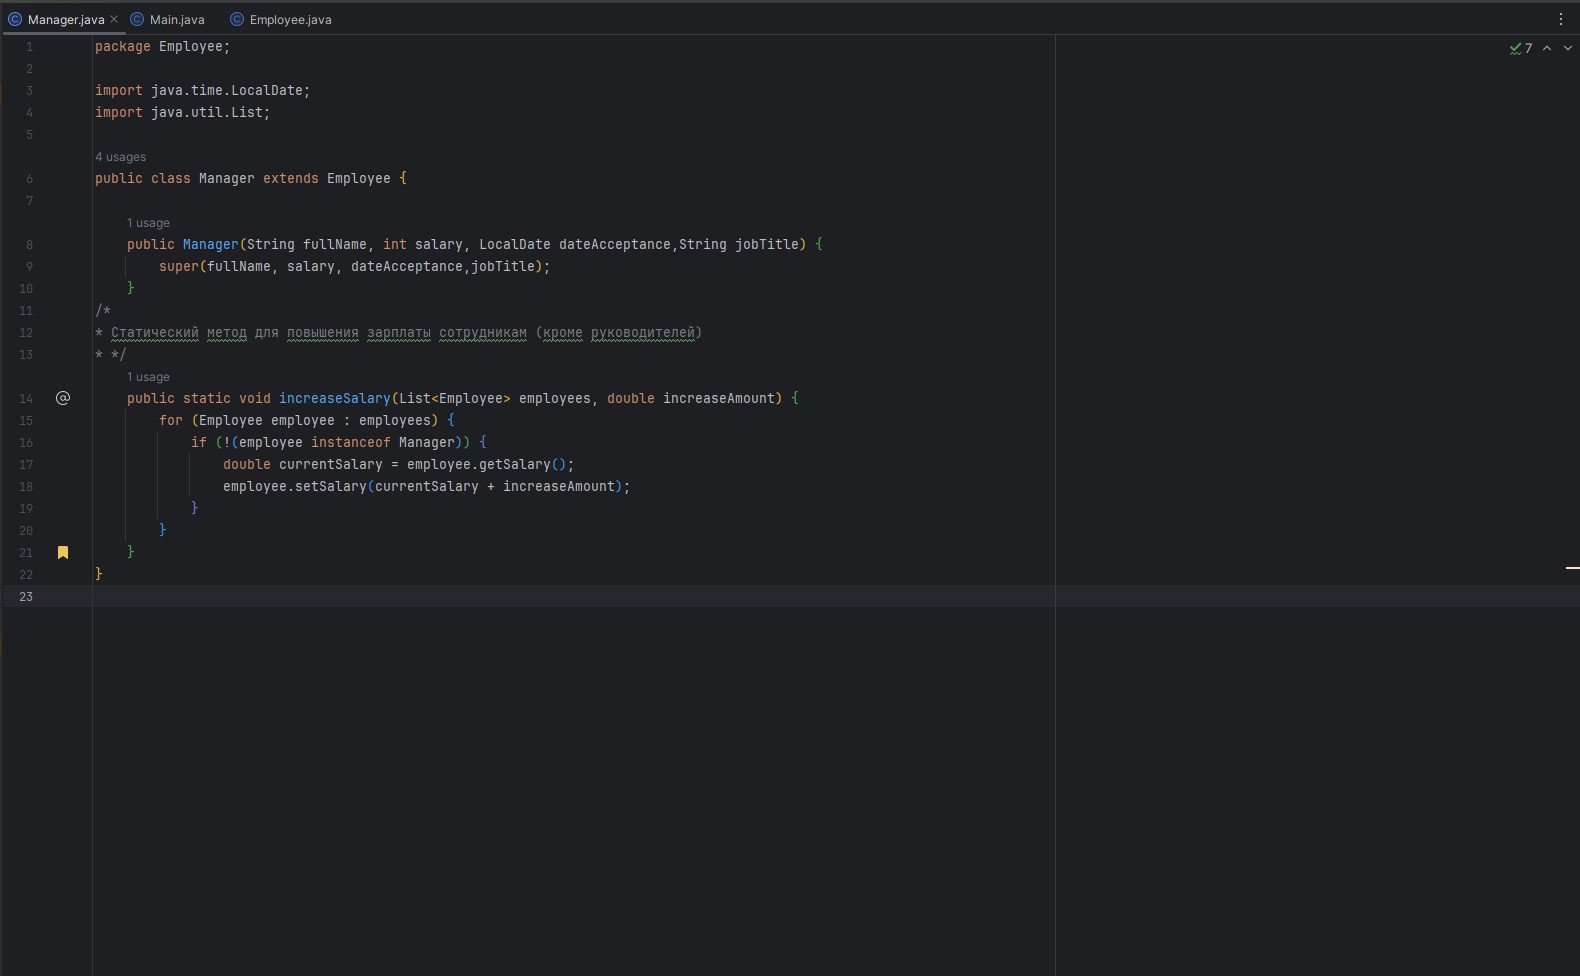 Manager.java Main.java Employee.java
1 package Employee;
7
2
3 import java.time.LocalDate;
4 import java.util.List;
5
4 usages
6 public class Manager extends Employee {
7
1 usage
8 public Manager(String fullName, int salary, LocalDate dateAcceptance,String jobTitle) {
9 super(fullName, salary, dateAcceptance,jobTitle);
10 }
11 /*
12 * Статический метод для повышения зарплаты сотрудникам (кроме руководителей)
13 * */
1 usage
14 @ public static void increaseSalary(List<Employee> employees, double increaseAmount) {
15 for (Employee employee : employees) {
16 if (!(employee instanceof Manager)) {
17 double currentSalary = employee.getSalary();
18 employee.setSalary(currentSalary + increaseAmount);
19 }
20 }
21 }
22 }
23